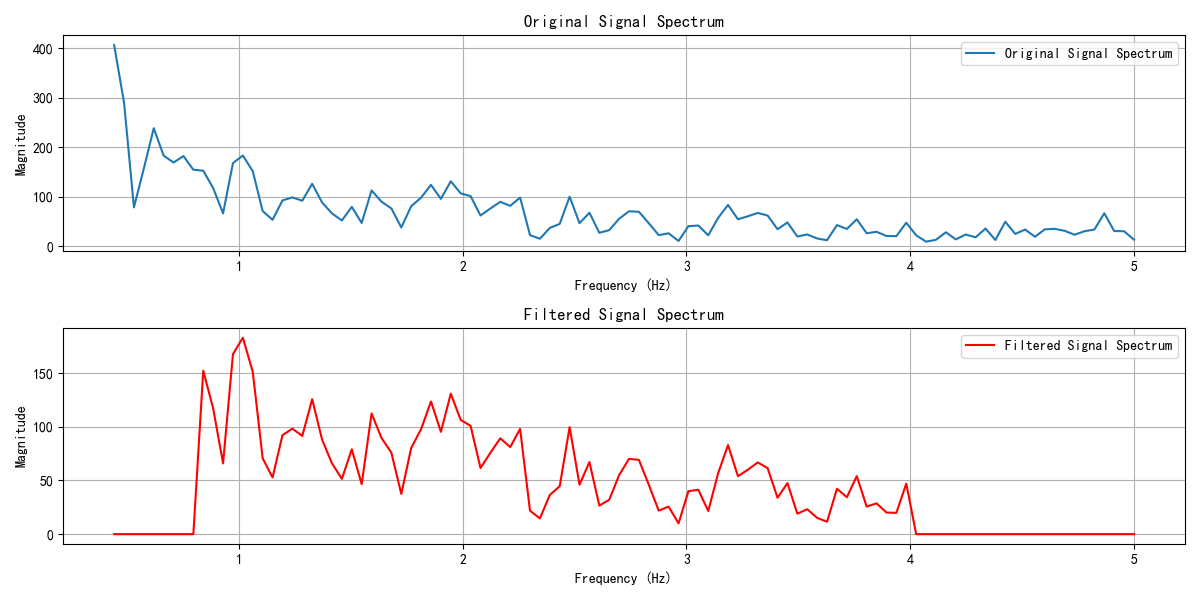 Original Signal Spectrum
Original Signal Spectrum
400
300
200
100
0
Magnitude
1 2 3 4 5
Frequency (Hz)
Filtered Signal Spectrum
Filtered Signal Spectrum
150
100
50
0
Magnitude
1 2 3 4 5
Frequency (Hz)